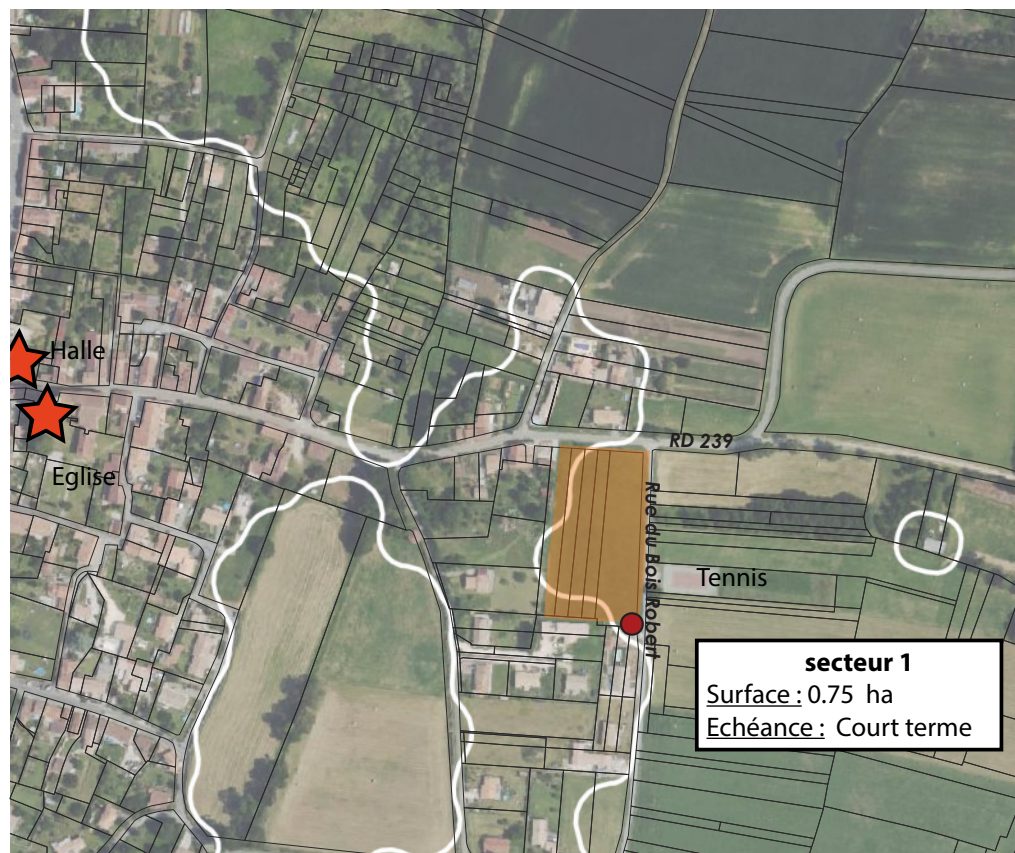 Halle
Eglise
RD 239
Rue du Bois Robert
Tennis
secteur 1
Surface : 0.75 ha
Echéance : Court terme